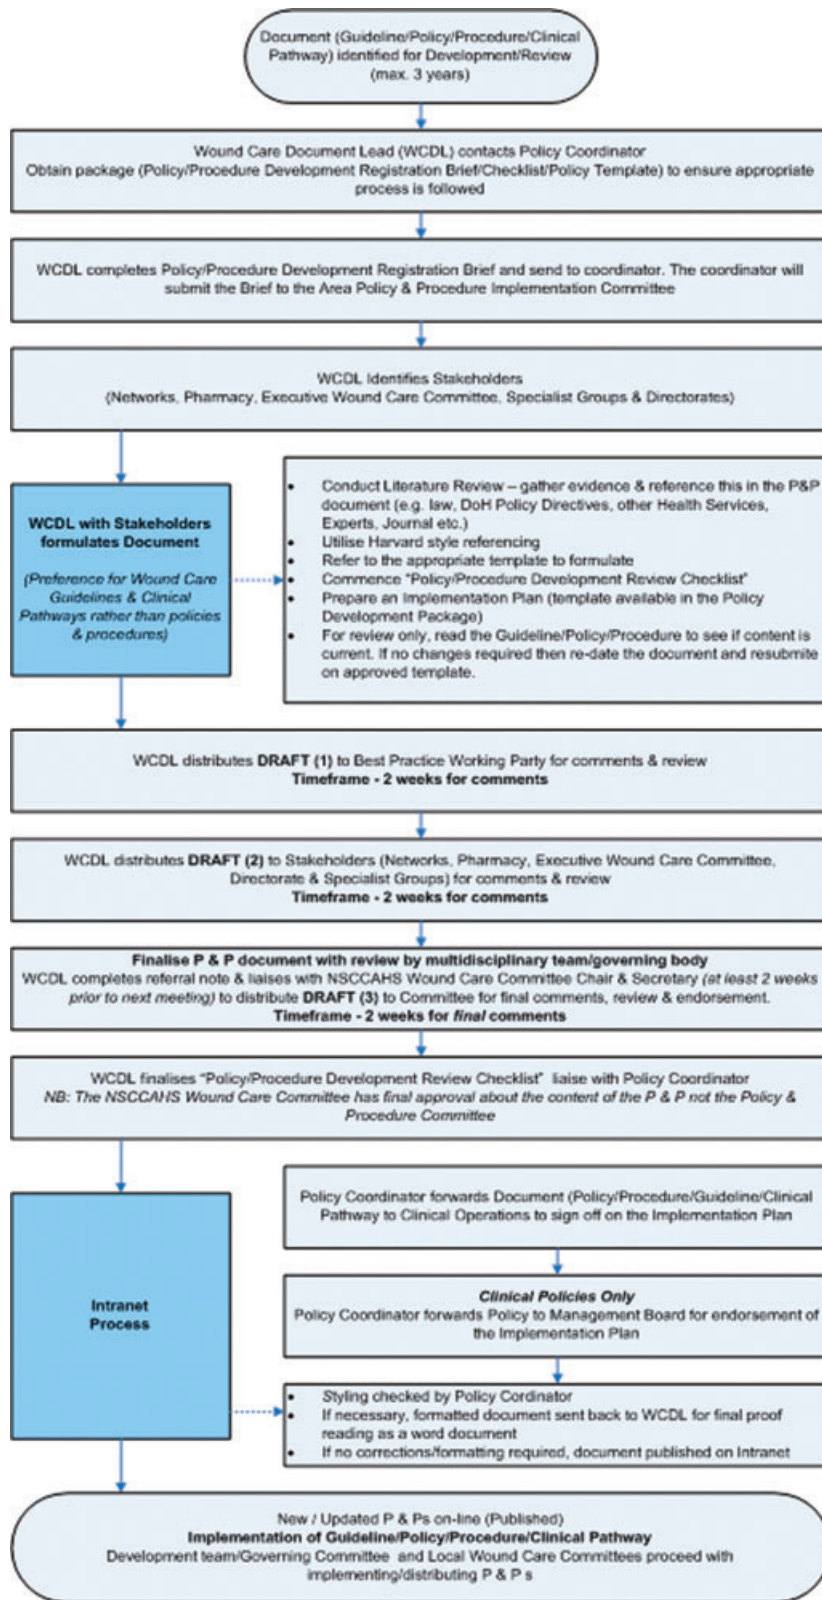 Document (Guideline/Policy/Procedure/Clinical
Pathway) identified for Development/Review
(max. 3 years)
Wound Care Document Lead (WCDL) contacts Policy Coordinator
Obtain package (Policy/Procedure Development Registration Brief/Checklist/Policy Template) to ensure appropriate
process is followed
WCDL completes Policy/Procedure Development Registration Brief and send to coordinator. The coordinator will
submit the Brief to the Area Policy & Procedure Implementation Committee
WCDL Identifies Stakeholders
(Networks, Pharmacy, Executive Wound Care Committee, Specialist Groups & Directorates)
WCDL with Stakeholders
formulates Document
(Preference for Wound Care
Guidelines & Clinical
Pathways rather than policies
& procedures)
• Conduct Literature Review – gather evidence & reference this in the P&P
document (e.g. law, DoH Policy Directives, other Health Services,
Experts, Journal etc.)
• Utilise Harvard style referencing
• Refer to the appropriate template to formulate
• Commence "Policy/Procedure Development Review Checklist"
• Prepare an Implementation Plan (template available in the Policy
Development Package)
• For review only, read the Guideline/Policy/Procedure to see if content is
current. If no changes required then re-date the document and resubmite
on approved template.
WCDL distributes DRAFT (1) to Best Practice Working Party for comments & review
Timeframe - 2 weeks for comments
WCDL distributes DRAFT (2) to Stakeholders (Networks, Pharmacy, Executive Wound Care Committee,
Directorate & Specialist Groups) for comments & review
Timeframe - 2 weeks for comments
Finalise P & P document with review by multidisciplinary team/governing body
WCDL completes referral note & liaises with NSCCAHS Wound Care Committee Chair & Secretary (at least 2 weeks
prior to next meeting) to distribute DRAFT (3) to Committee for final comments, review & endorsement.
Timeframe - 2 weeks for final comments
WCDL finalises "Policy/Procedure Development Review Checklist" liaise with Policy Coordinator
NB: The NSCCAHS Wound Care Committee has final approval about the content of the P & P not the Policy &
Procedure Committee
Intranet
Process
Policy Coordinator forwards Document (Policy/Procedure/Guideline/Clinical
Pathway to Clinical Operations to sign off on the Implementation Plan
Clinical Policies Only
Policy Coordinator forwards Policy to Management Board for endorsement of
the Implementation Plan
• Styling checked by Policy Cordinator
• If necessary, formatted document sent back to WCDL for final proof
reading as a word document
• If no corrections/formatting required, document published on Intranet
New / Updated P & Ps on-line (Published)
Implementation of Guideline/Policy/Procedure/Clinical Pathway
Development team/Governing Committee and Local Wound Care Committees proceed with
implementing/distributing P & P s